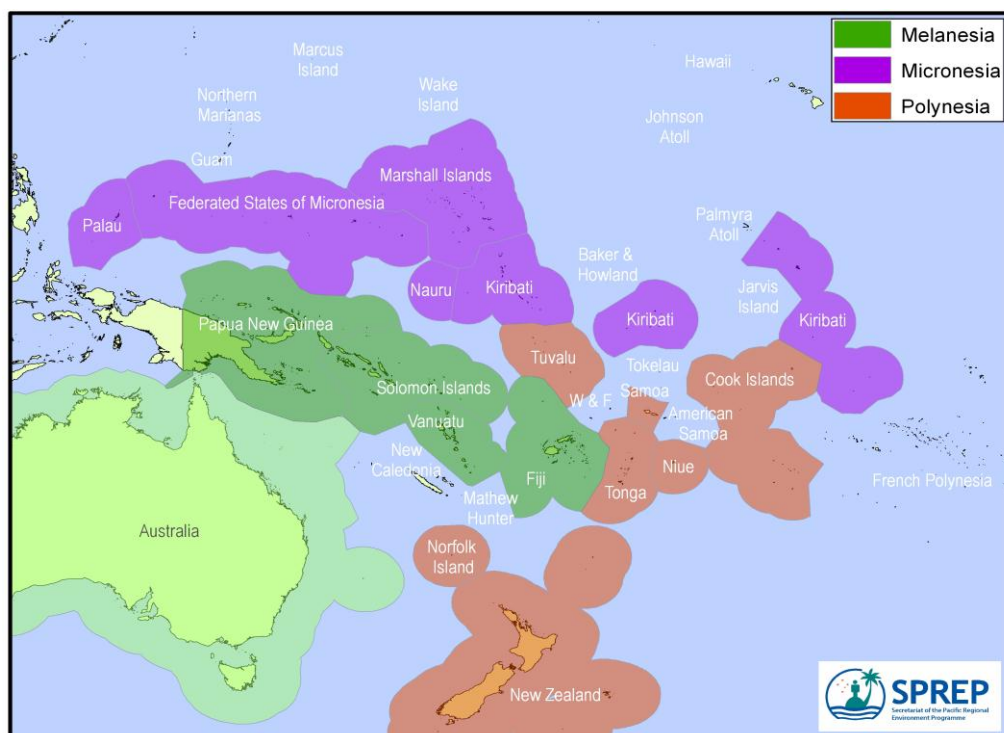 Marcus
Island
Hawaii
Melanesia
Micronesia
Polynesia
Northern
Marianas
Wake
Island
Johnson
Atoll
Guam
Marshall Islands
Federated States of Micronesia
Palau
Palmyra
Atoll
Baker &
Howland
Nauru
Kiribati
Jarvis
Island
Kiribati
Kiribati
Papua New Guinea
Tuvalu
Tokelau
Cook Islands
Solomon Islands
W & F
Samoa
American
Samoa
Vanuatu
New
Caledonia
Fiji
Niue
Tonga
French Polynesia
Mathew
Hunter
Australia
Norfolk
Island
New Zealand
SPREP
Secretariat of the Pacific Regional
Environment Programme